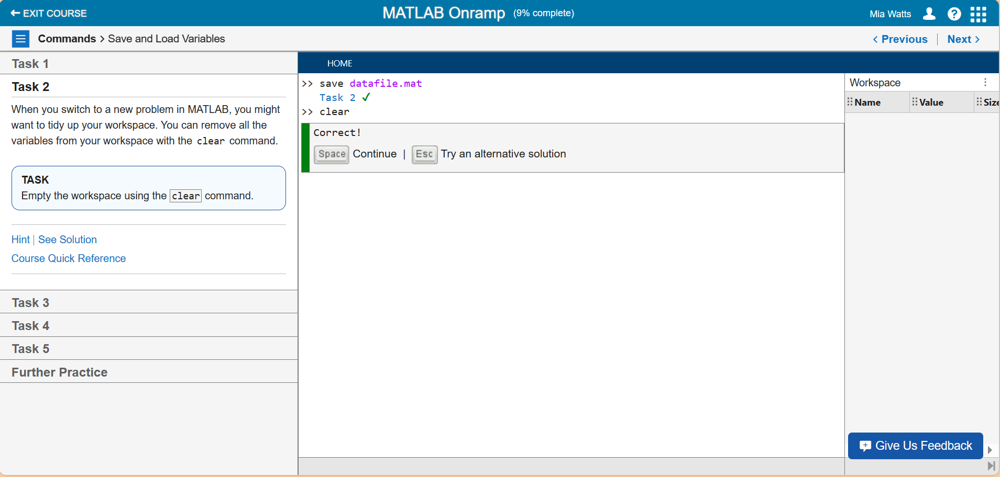 EXIT COURSE
MATLAB Onramp (9% complete)
Mia Watts
Commands > Save and Load Variables
< Previous | Next >
Task 1
Task 2
When you switch to a new problem in MATLAB, you might
want to tidy up your workspace. You can remove all the
variables from your workspace with the clear command.
TASK
Empty the workspace using the clear command.
Hint | See Solution
Course Quick Reference
Task 3
Task 4
Task 5
Further Practice
HOME
>> save datafile.mat
Task 2 ✓
>> clear
Correct!
Space Continue | Esc Try an alternative solution
Workspace
Name Value Size
Give Us Feedback